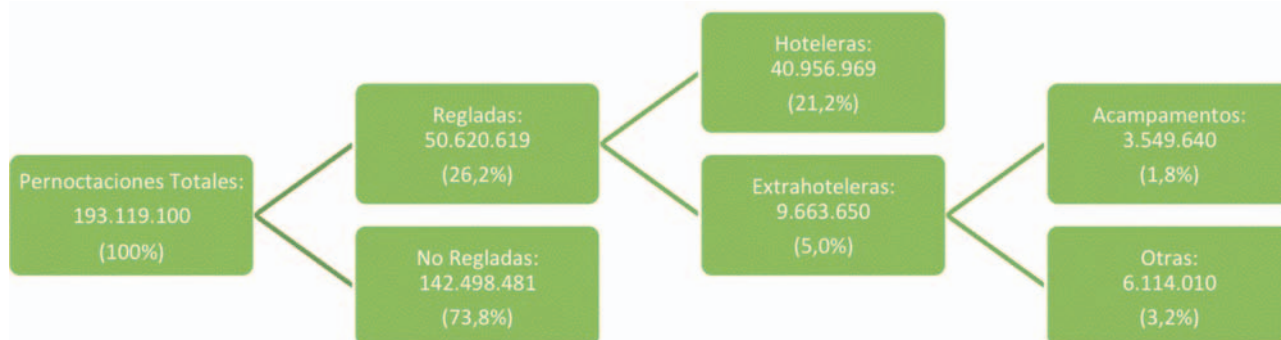 Pernoctaciones Totales:
193.119.100
(100%)
Regladas:
50.620.619
(26,2%)
No Regladas:
142.498.481
(73,8%)
Hoteleras:
40.956.969
(21,2%)
Extrahoteleras:
9.663.650
(5,0%)
Acampamentos:
3.549.640
(1,8%)
Otras:
6.114.010
(3,2%)